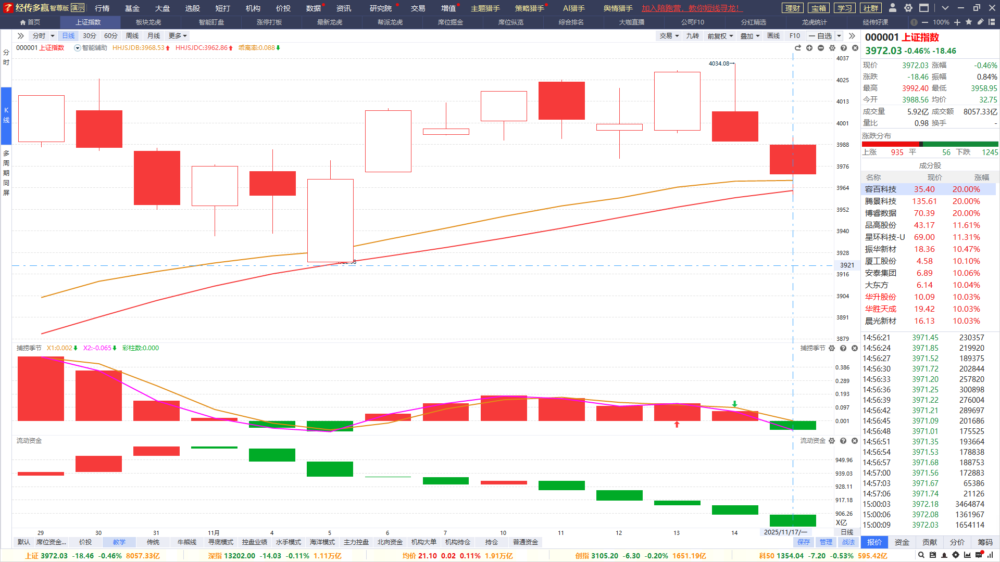 经传多赢 智尊版 演示 行情 基金 大盘 选股 短打 机构 价投 数据 资讯 研究院 交易 增值 主题猎手 策略猎手 AI猎手 舆情猎手 加入陪跑营，教你短线寻龙！ 理财 宝箱 学习 社群
首页 上证指数 板块龙虎 智能盯盘 涨停打板 最新龙虎 帮派龙虎 席位掘金 席位纵览 综合排名 大咖直播 公司F10 分红精选 龙虎统计 经传好课 100%
分时 日线 30分 60分 周线 月线 更多 交易 九转 前复权 叠加 画线 F10 一 自选
000001 上证指数 智能辅助 HHJSJDB:3968.53 HHJSJDC:3962.86 乖离率:0.088
分时
K线
多周期同屏
4034.08
4037
4025
4013
4001
3988
3976
3964
3952
3940
3928
3921
3916
3904
3891
3879
捕捞季节 X1:0.002 X2:-0.065 彩柱数:0.000 捕捞季节
0.386
0.289
0.193
0.097
0.001
流动资金 流动资金
949.96
939.03
928.11
917.18
906.26
X亿
29 30 31 11月 4 5 6 7 10 11 12 13 14 2025/11/17/一 日线
默认 席位资金... 价投 教学 传统 牛熊线 寻底模式 控盘业绩 水手模式 海洋模式 主力控盘 北向资金 机构大单 机构持仓 持仓 普通资金 保存 管理 战法
000001 上证指数
3972.03 -0.46% -18.46
现价 3972.03 涨幅 -0.46%
涨跌 -18.46 振幅 0.84%
最高 3992.40 最低 3958.95
今开 3988.56 均价 32.75
成交量 5.92亿 成交额 8057.33亿
量比 0.98 换手 -
涨跌分布
上涨 935 平 56 下跌 1245
成分股
名称 现价 涨幅
容百科技 35.40 20.00%
腾景科技 135.61 20.00%
博睿数据 70.39 20.00%
品高股份 43.17 11.61%
星环科技-U 69.00 11.31%
振华新材 18.36 10.47%
厦工股份 4.58 10.10%
安泰集团 6.89 10.06%
大东方 6.14 10.04%
华升股份 10.09 10.03%
华胜天成 19.42 10.03%
晨光新材 16.13 10.03%
14:56:21 3971.45 230357
14:56:24 3971.85 219920
14:56:27 3971.52 189375
14:56:30 3971.72 202844
14:56:33 3971.20 257820
14:56:36 3971.25 300898
14:56:39 3971.22 276004
14:56:42 3971.21 289697
14:56:45 3971.09 201686
14:56:48 3971.01 175525
14:56:51 3971.35 193664
14:56:54 3971.53 178838
14:56:57 3971.68 188753
14:57:00 3971.56 172883
14:57:03 3971.67 65386
14:57:06 3971.74 21126
15:00:03 3972.18 3464874
15:00:06 3972.08 1361967
15:00:09 3972.03 1654114
报价 资金 贡献 分价 筹码
上证 3972.03 -18.46 -0.46% 8057.33亿 深指 13202.00 -14.03 -0.11% 1.11万亿 均价 21.10 0.02 0.11% 1.91万亿 创指 3105.20 -6.30 -0.20% 1651.19亿 科50 1354.04 -7.20 -0.53% 595.42亿